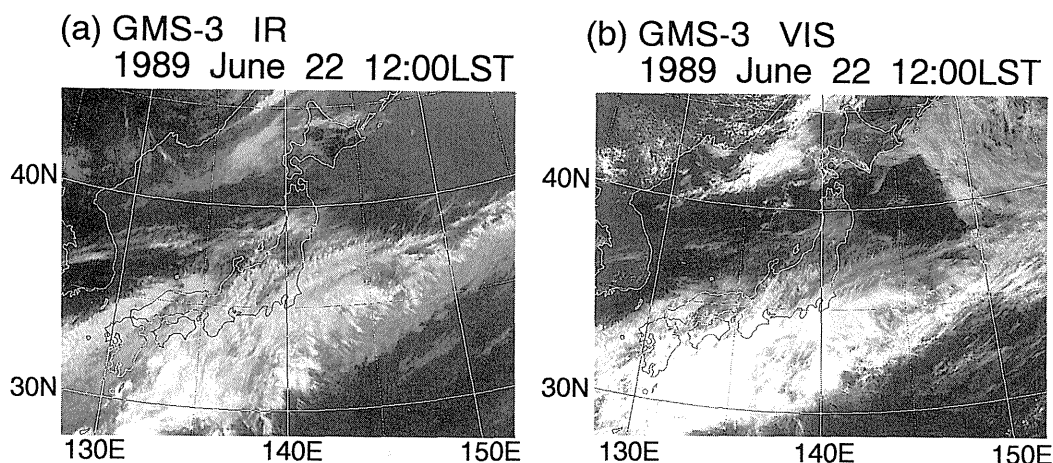 (a) GMS-3 IR
1989 June 22 12:00LST
40N
30N
130E 140E 150E
(b) GMS-3 VIS
1989 June 22 12:00LST
40N
30N
130E 140E 150E